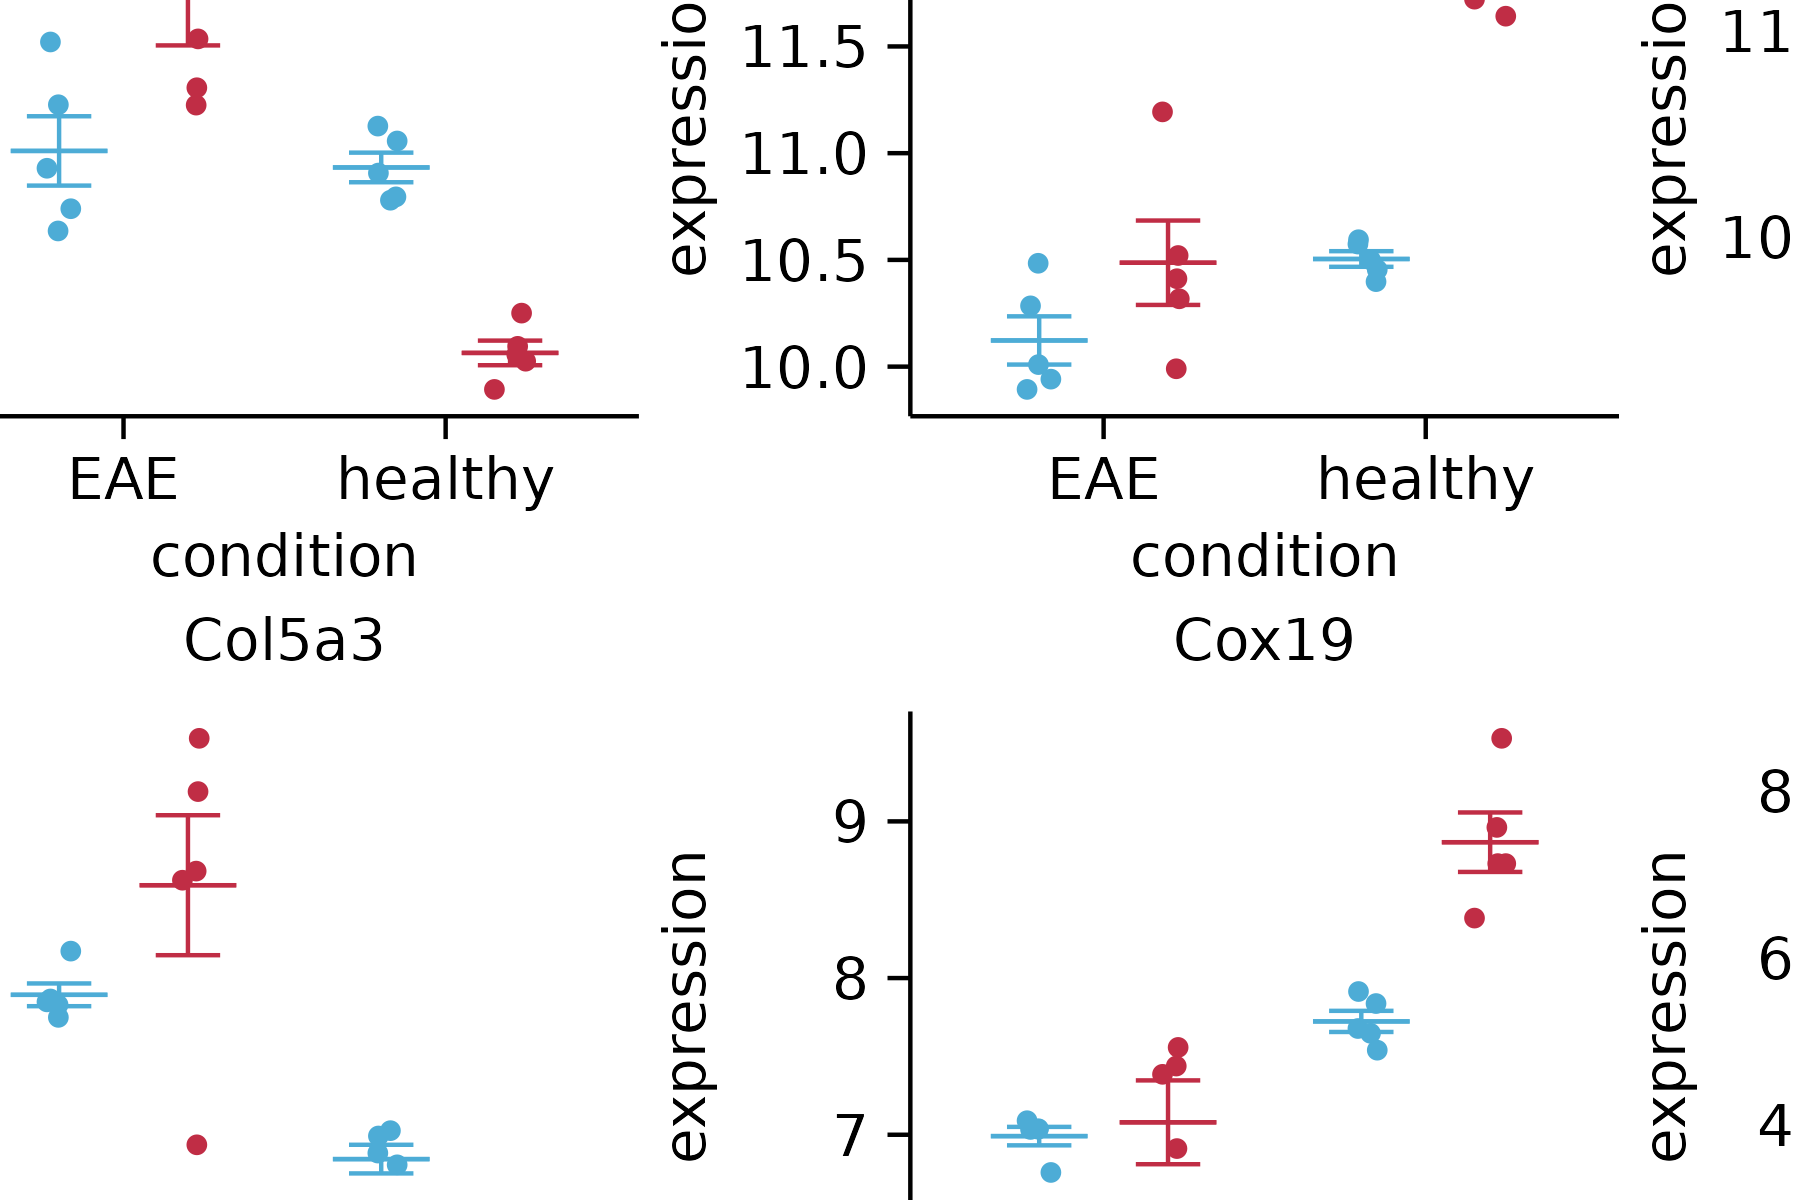 expressio
11.5
11.0
10.5
10.0
EAE
healthy
condition
expressio
11
10
EAE
healthy
condition
Col5a3
Cox19
expression
9
8
7
expression
8
6
4